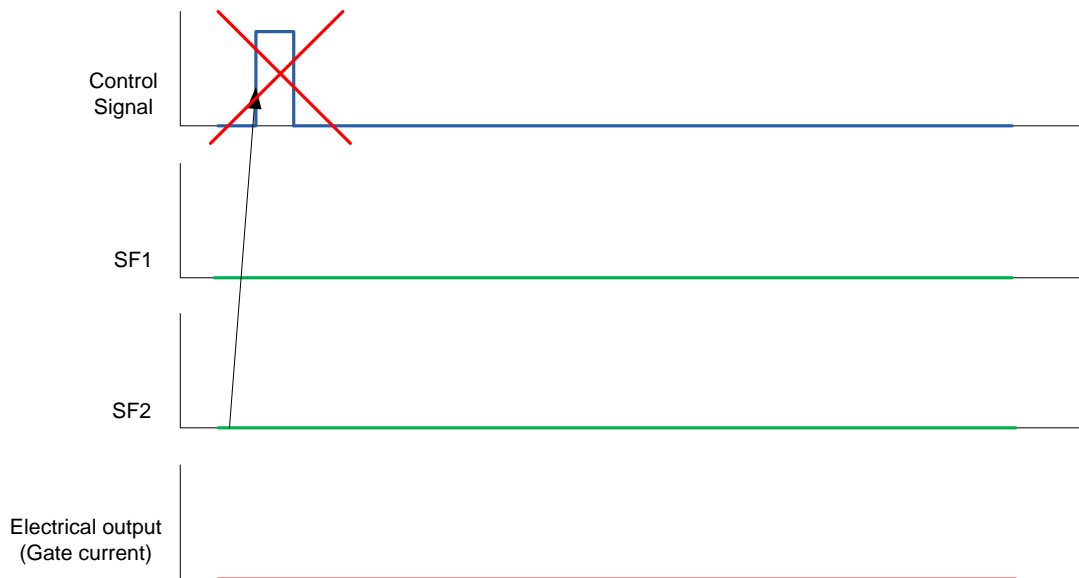 Control
Signal
SF1
SF2
Electrical output
(Gate current)